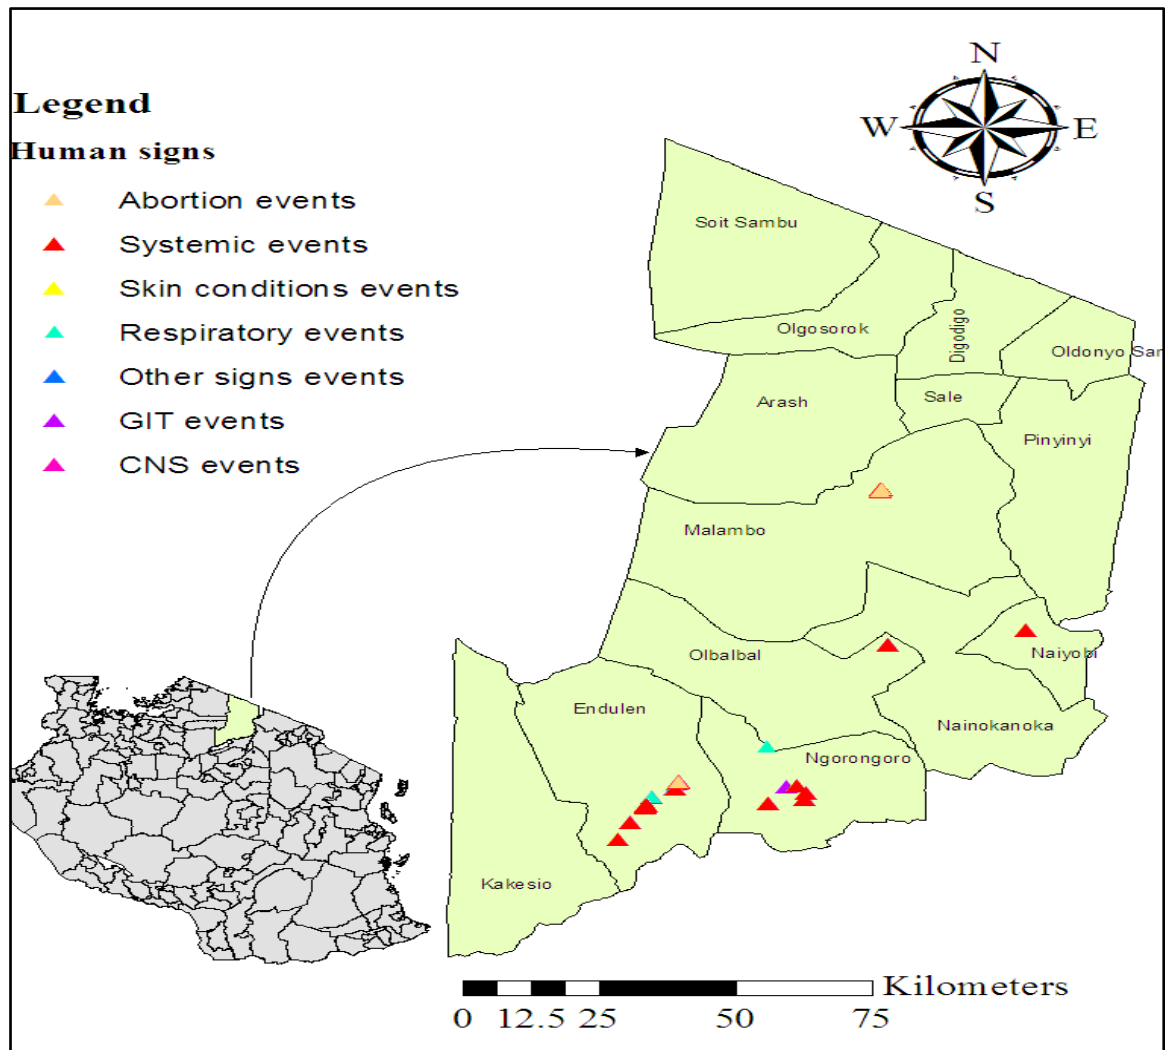 Legend
Human signs
Abortion events
Systemic events
Skin conditions events
Respiratory events
Other signs events
GIT events
CNS events
N
W
E
S
Soit Sambu
Olgosorok
Digodigo
Oldonyo Sam
Arash
Sale
Pinyinyi
Malambo
Olbalbal
Naiyobi
Endulen
Nainokanoka
Ngorongoro
Kakesio
Kilometers
0 12.5 25 50 75